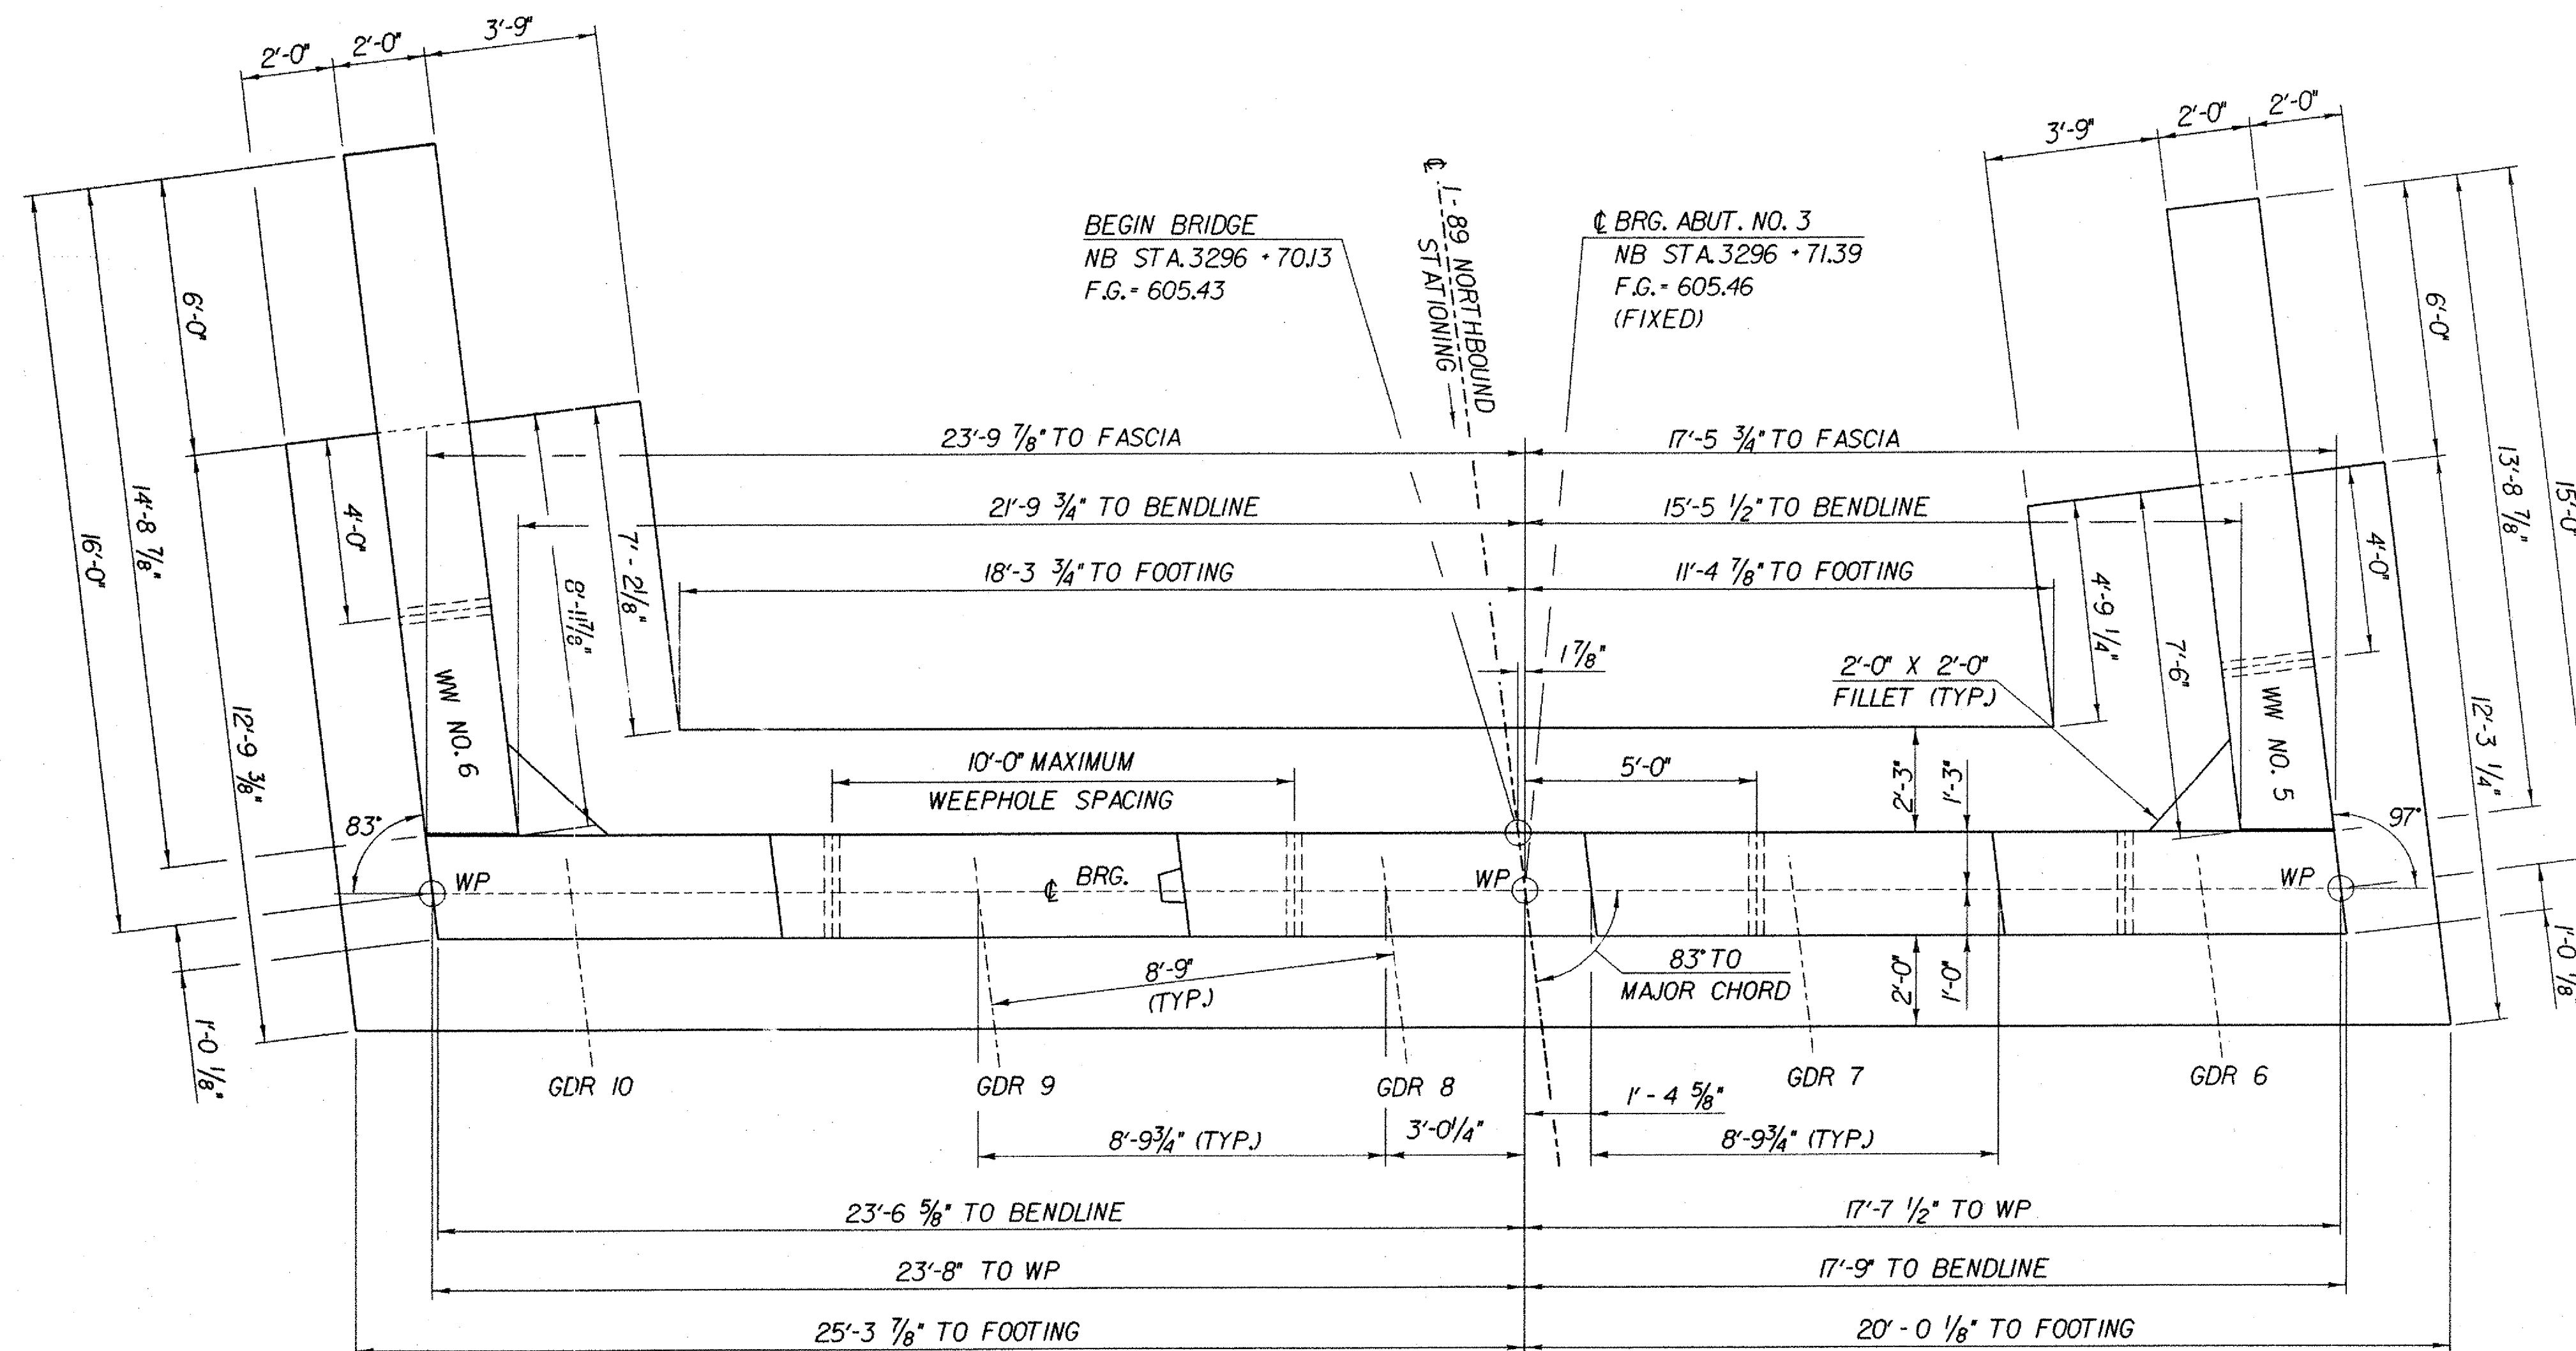 2'-0"
2'-0"
3'-9"
3'-9"
2'-0"
2'-0"
16'-0"
14'-8 7/8"
6'-0"
12'-9 3/8"
4'-0"
8'-11 7/8"
7'-2 1/8"
WW NO. 6
83°
1'-0 1/8"
BEGIN BRIDGE
NB STA. 3296 + 70.13
F.G. = 605.43
℄ I-89 NORTHBOUND
STATIONING
℄ BRG. ABUT. NO. 3
NB STA. 3296 + 71.39
F.G. = 605.46
(FIXED)
23'-9 7/8" TO FASCIA
17'-5 3/4" TO FASCIA
21'-9 3/4" TO BENDLINE
15'-5 1/2" TO BENDLINE
18'-3 3/4" TO FOOTING
11'-4 7/8" TO FOOTING
1 7/8"
2'-0" X 2'-0"
FILLET (TYP.)
10'-0" MAXIMUM
WEEPHOLE SPACING
5'-0"
2'-3"
1'-3"
4'-9 1/4"
7'-6"
WW NO. 5
4'-0"
6'-0"
13'-8 7/8"
15'-0"
12'-3 1/4"
97°
1'-0 1/8"
WP
℄ BRG.
WP
WP
8'-9"
(TYP.)
83° TO
MAJOR CHORD
2'-0"
1'-0"
GDR 10
GDR 9
GDR 8
GDR 7
GDR 6
1'-4 5/8"
8'-9 3/4" (TYP.)
3'-0 1/4"
8'-9 3/4" (TYP.)
23'-6 5/8" TO BENDLINE
17'-7 1/2" TO WP
23'-8" TO WP
17'-9" TO BENDLINE
25'-3 7/8" TO FOOTING
20'-0 1/8" TO FOOTING